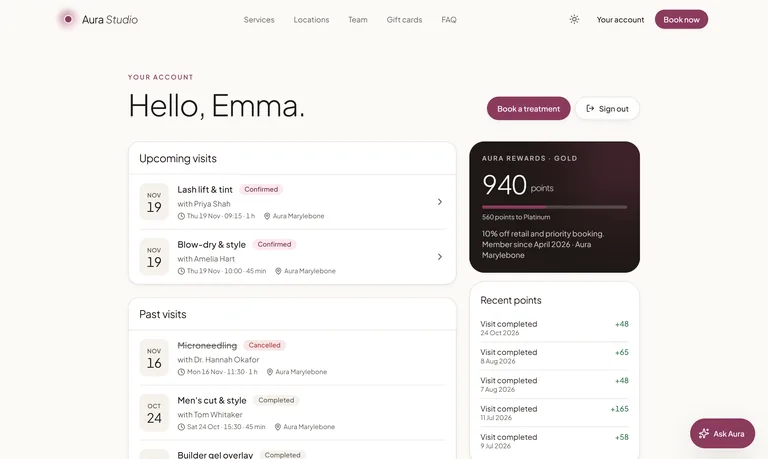 Aura Studio
Services
Locations
Team
Gift cards
FAQ
Your account
Book now
YOUR ACCOUNT
Hello, Emma.
Book a treatment
Sign out
Upcoming visits
NOV
19
Lash lift & tint
Confirmed
with Priya Shah
Thu 19 Nov · 09:15 · 1 h
Aura Marylebone
NOV
19
Blow-dry & style
Confirmed
with Amelia Hart
Thu 19 Nov · 10:00 · 45 min
Aura Marylebone
Past visits
NOV
16
Microneedling
Cancelled
with Dr. Hannah Okafor
Mon 16 Nov · 11:30 · 1 h
Aura Marylebone
OCT
24
Men's cut & style
Completed
with Tom Whitaker
Sat 24 Oct · 15:30 · 45 min
Aura Marylebone
Builder gel overlay
Completed
AURA REWARDS · GOLD
940 points
560 points to Platinum
10% off retail and priority booking.
Member since April 2026 · Aura
Marylebone
Recent points
Visit completed
+48
24 Oct 2026
Visit completed
+65
8 Aug 2026
Visit completed
+48
7 Aug 2026
Visit completed
+165
11 Jul 2026
Visit completed
+58
9 Jul 2026
Ask Aura